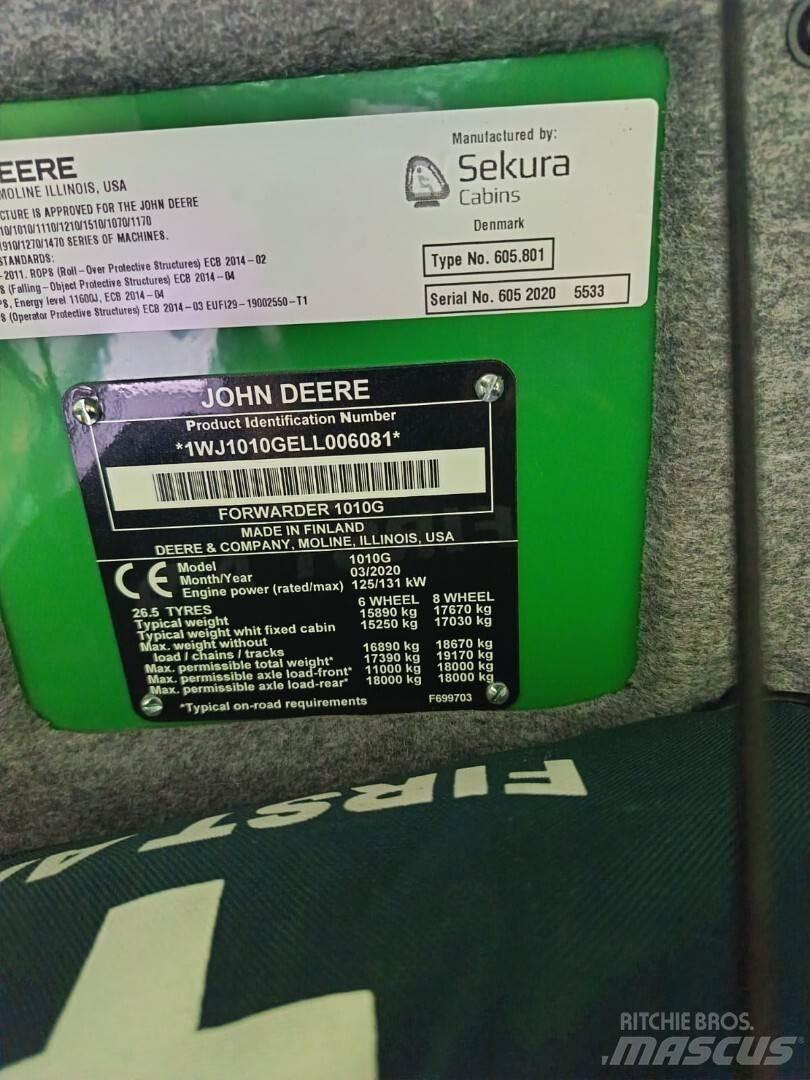 EERE
MOLINE ILLINOIS, USA
CTURE IS APPROVED FOR THE JOHN DEERE
10/1010/1110/1210/1510/1070/1170
1910/1270/1470 SERIES OF MACHINES.
STANDARDS:
-2011. ROPS (Roll-Over Protective Structures) ECB 2014-02
S (Falling-Object Protective Structures) ECB 2014-04
PS, Energy level 11600J, ECB 2014-04
S (Operator Protective Structures) ECB 2014-03 EUFI29-19002550-T1
Manufactured by:
Sekura
Cabins
Denmark
Type No. 605.801
Serial No. 605 2020 5533
JOHN DEERE
Product Identification Number
*1WJ1010GELL006081*
FORWARDER 1010G
MADE IN FINLAND
DEERE & COMPANY, MOLINE, ILLINOIS, USA
CE
Model 1010G
Month/Year 03/2020
Engine power (rated/max) 125/131 kW
26.5 TYRES 6 WHEEL 8 WHEEL
Typical weight 15890 kg 17670 kg
Typical weight whit fixed cabin 15250 kg 17030 kg
Max. weight without
load / chains / tracks 16890 kg 18670 kg
Max. permissible total weight* 17390 kg 19170 kg
Max. permissible axle load-front* 11000 kg 18000 kg
Max. permissible axle load-rear* 18000 kg 18000 kg
*Typical on-road requirements F699703
FIRST A
RITCHIE BROS.
MASCUS